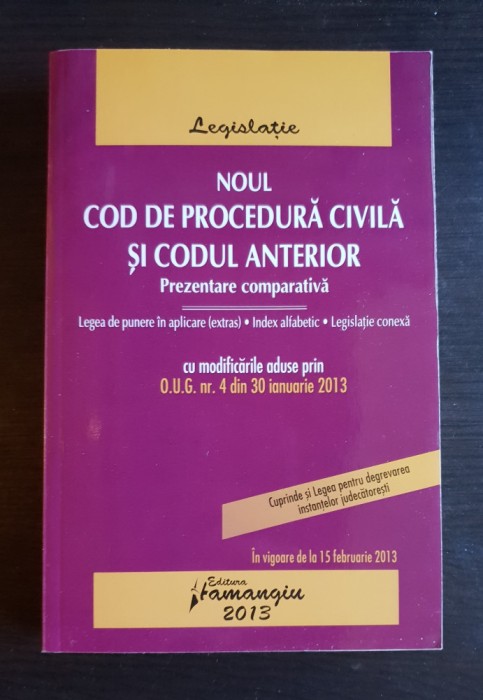 Legislație
NOUL
COD DE PROCEDURĂ CIVILĂ
ȘI CODUL ANTERIOR
Prezentare comparativă
Legea de punere în aplicare (extras) • Index alfabetic • Legislație conexă
cu modificările aduse prin
O.U.G. nr. 4 din 30 ianuarie 2013
Cuprinde și Legea pentru degrevarea
instanțelor judecătorești
În vigoare de la 15 februarie 2013
Editura
Hamangiu
2013